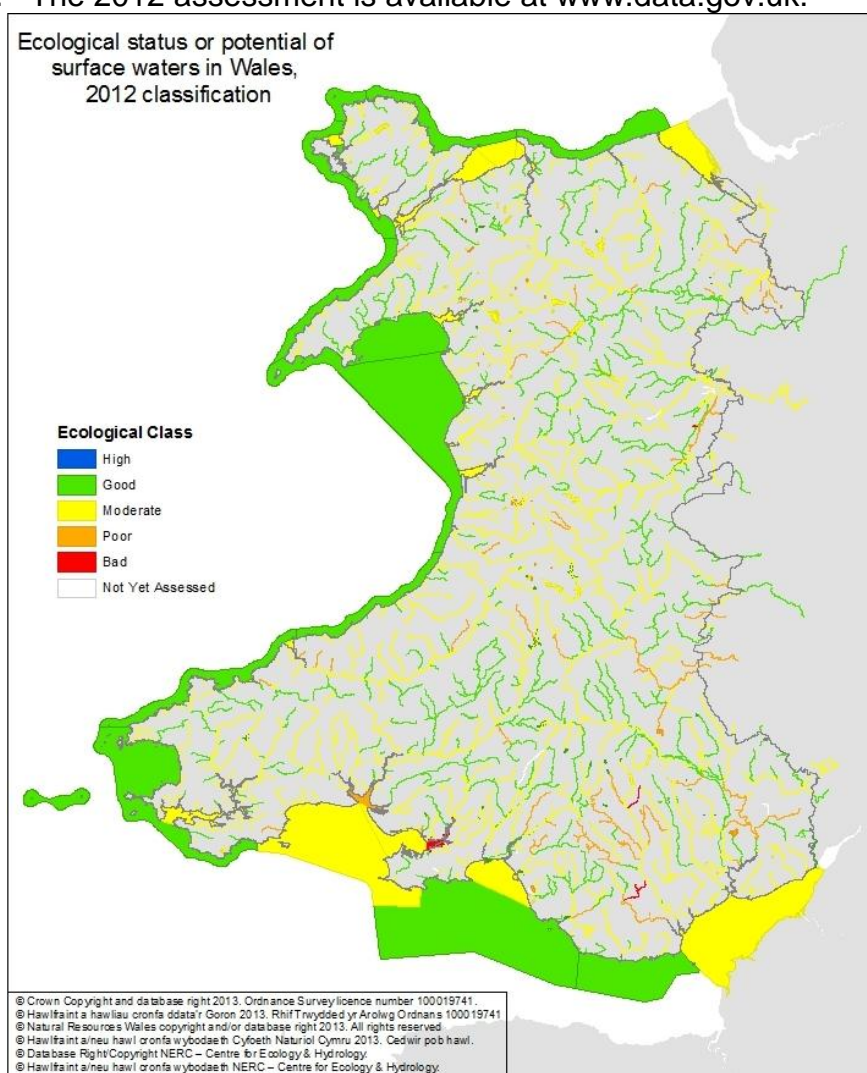 The 2012 assessment is available at www.data.gov.uk.
Ecological status or potential of
surface waters in Wales,
2012 classification
Ecological Class
High
Good
Moderate
Poor
Bad
Not Yet Assessed
© Crown Copyright and database right 2013. Ordnance Survey licence number 100019741.
© Hawlfraint a hawliau cronfa ddata'r Goron 2013. Rhif Trwydded yr Arolwg Ordnans 100019741
© Natural Resources Wales copyright and/or database right 2013. All rights reserved
© Hawlfraint a/neu hawl cronfa wybodaeth Cyfoeth Naturiol Cymru 2013. Cedwir pob hawl.
© Database Right/Copyright NERC – Centre for Ecology & Hydrology.
© Hawlfraint a/neu hawl cronfa wybodaeth NERC – Centre for Ecology & Hydrology.